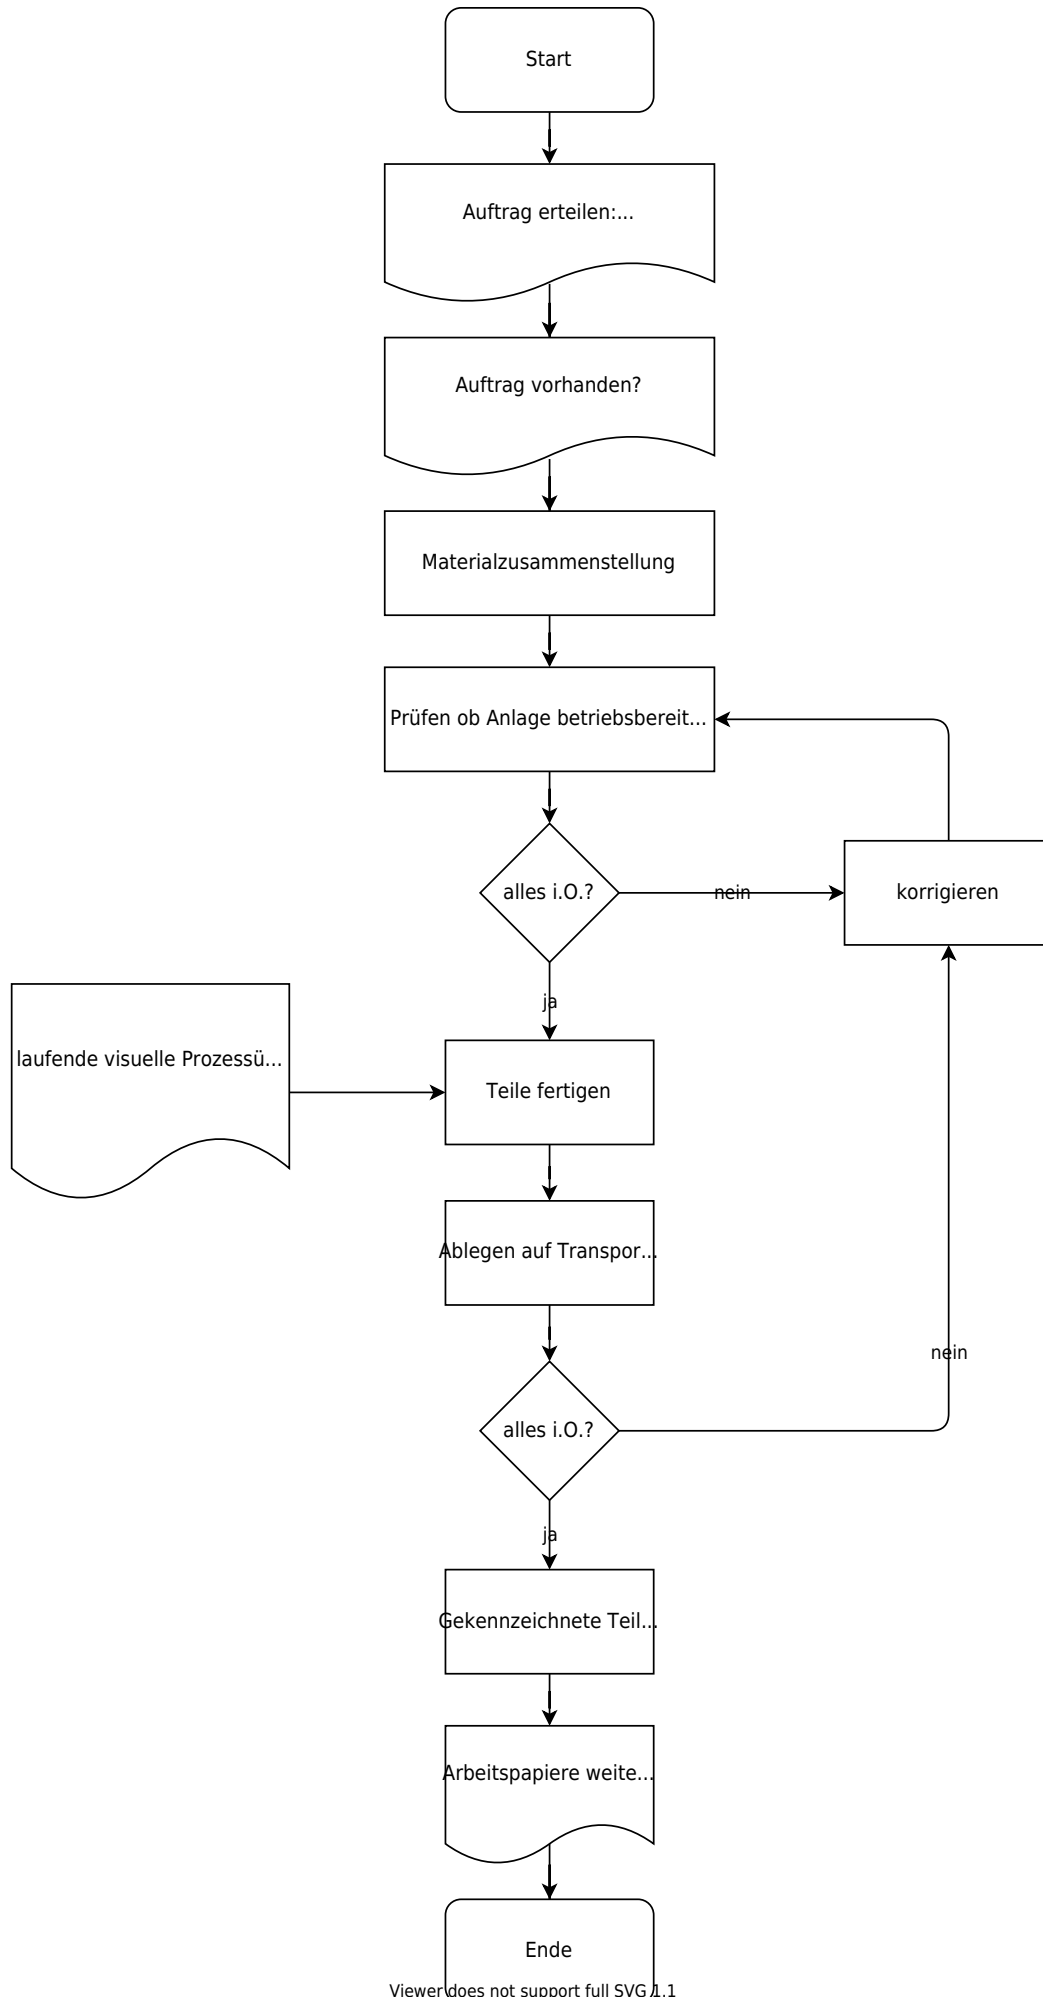 Start
Auftrag erteilen:...
Auftrag vorhanden?
Materialzusammenstellung
Prüfen ob Anlage betriebsbereit...
alles i.O.?
nein
korrigieren
ja
laufende visuelle Prozessü...
Teile fertigen
Ablegen auf Transpor...
nein
alles i.O.?
ja
Gekennzeichnete Teil...
Arbeitspapiere weite...
Ende
Viewer does not support full SVG 1.1